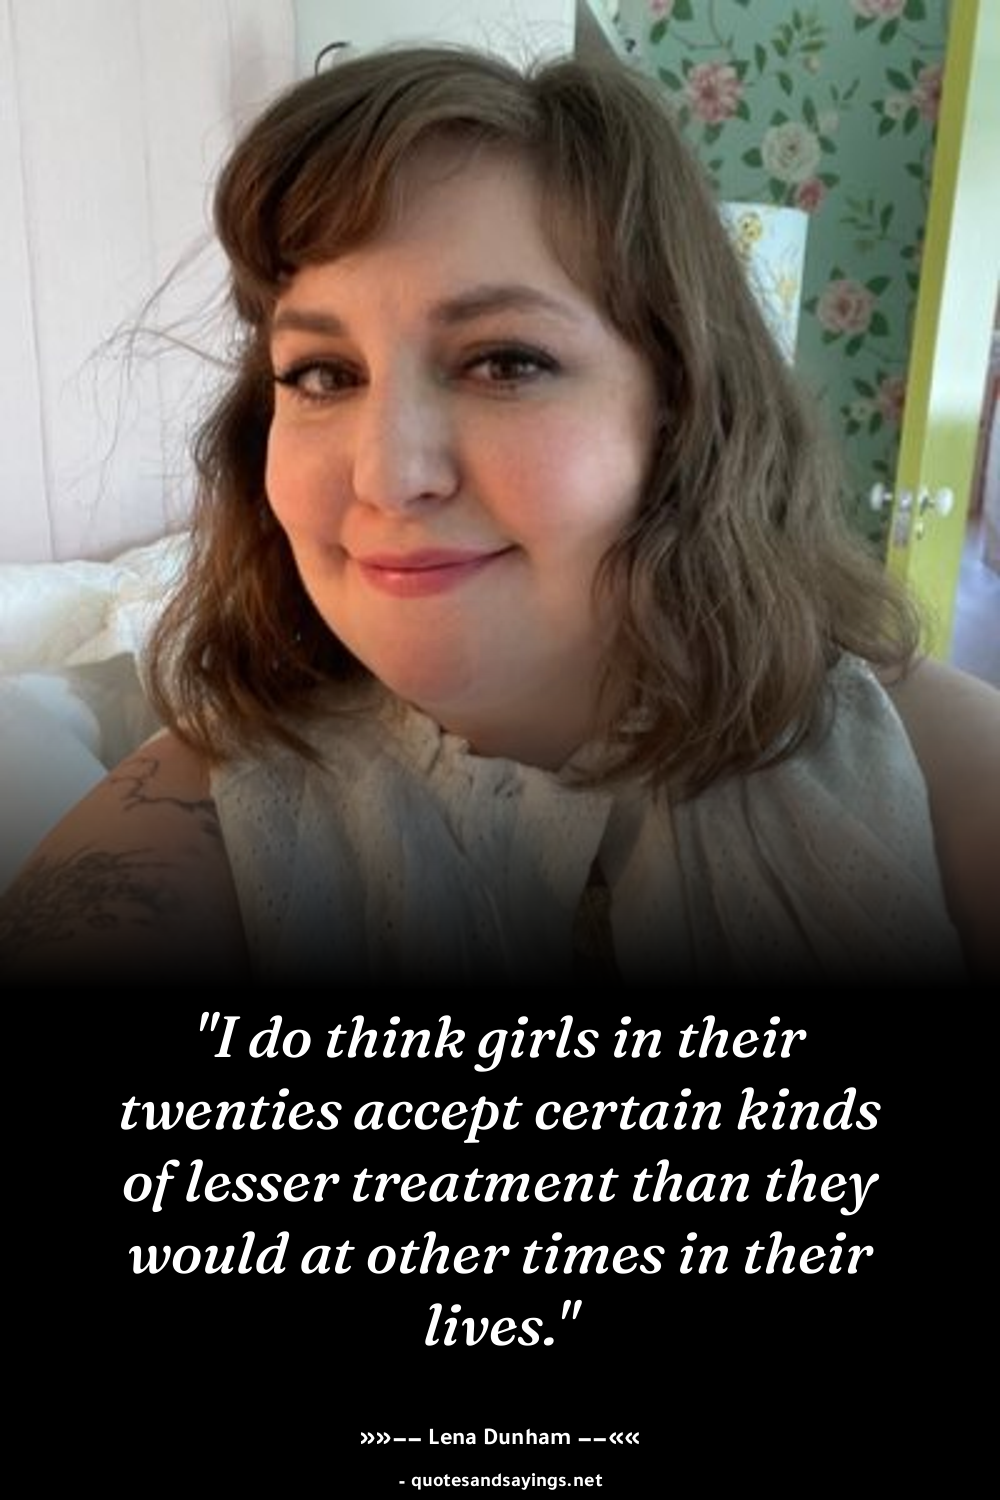 "I do think girls in their
twenties accept certain kinds
of lesser treatment than they
would at other times in their
lives."
»»–– Lena Dunham ––««
- quotesandsayings.net